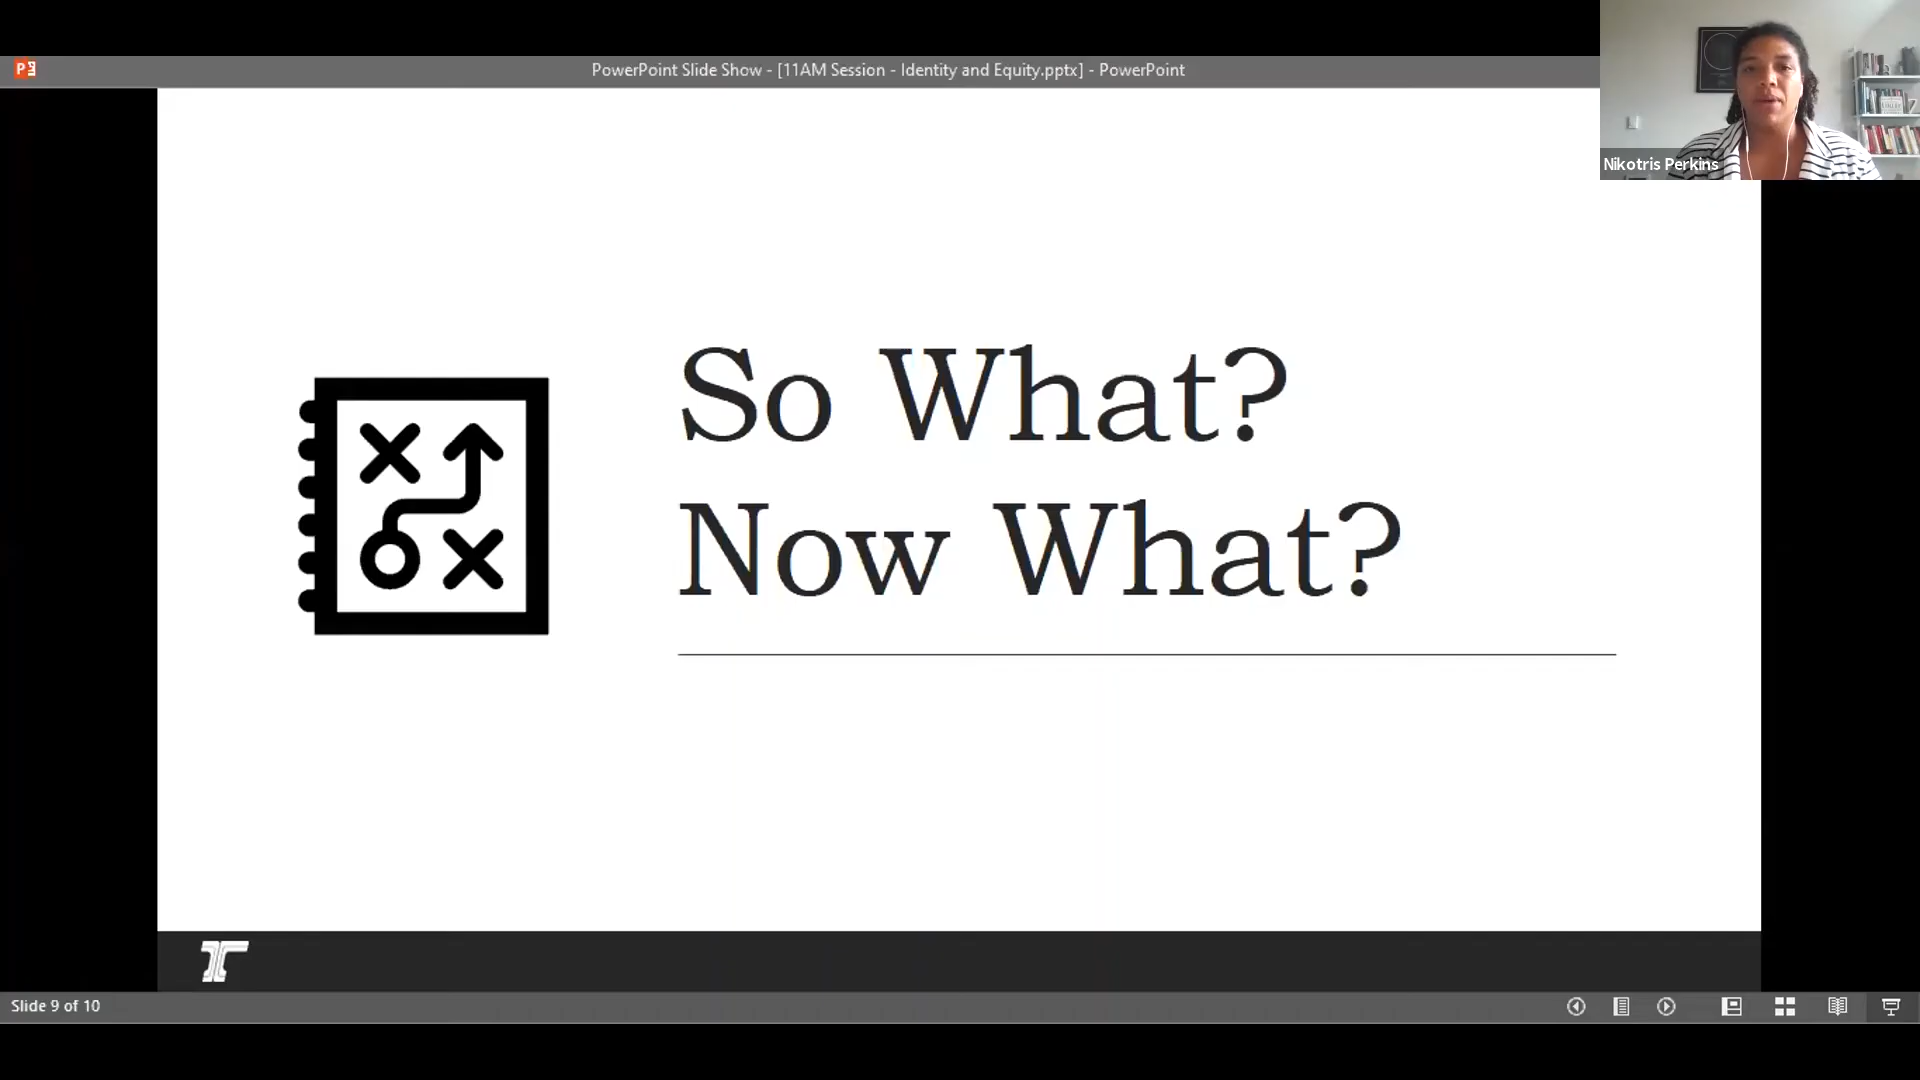 PowerPoint Slide Show - [11AM Session - Identity and Equity.pptx] - PowerPoint
Nikotris Perkins
So What?
Now What?
Slide 9 of 10